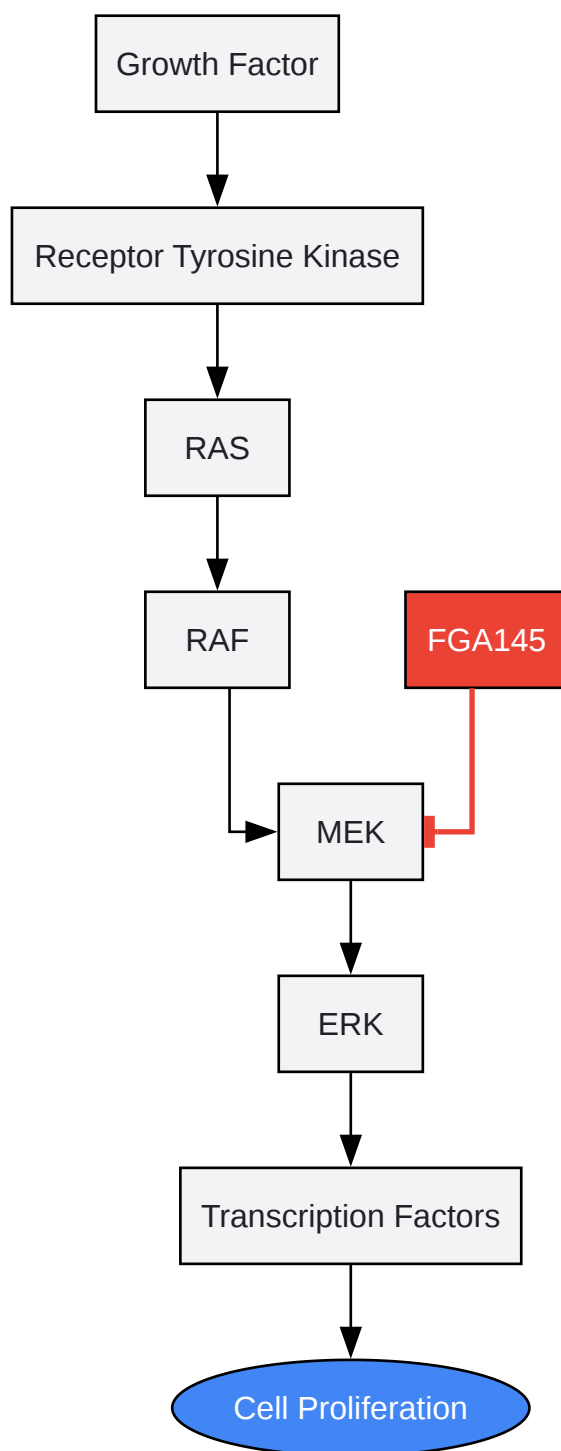 Growth Factor
Receptor Tyrosine Kinase
RAS
RAF
FGA145
MEK
ERK
Transcription Factors
Cell Proliferation